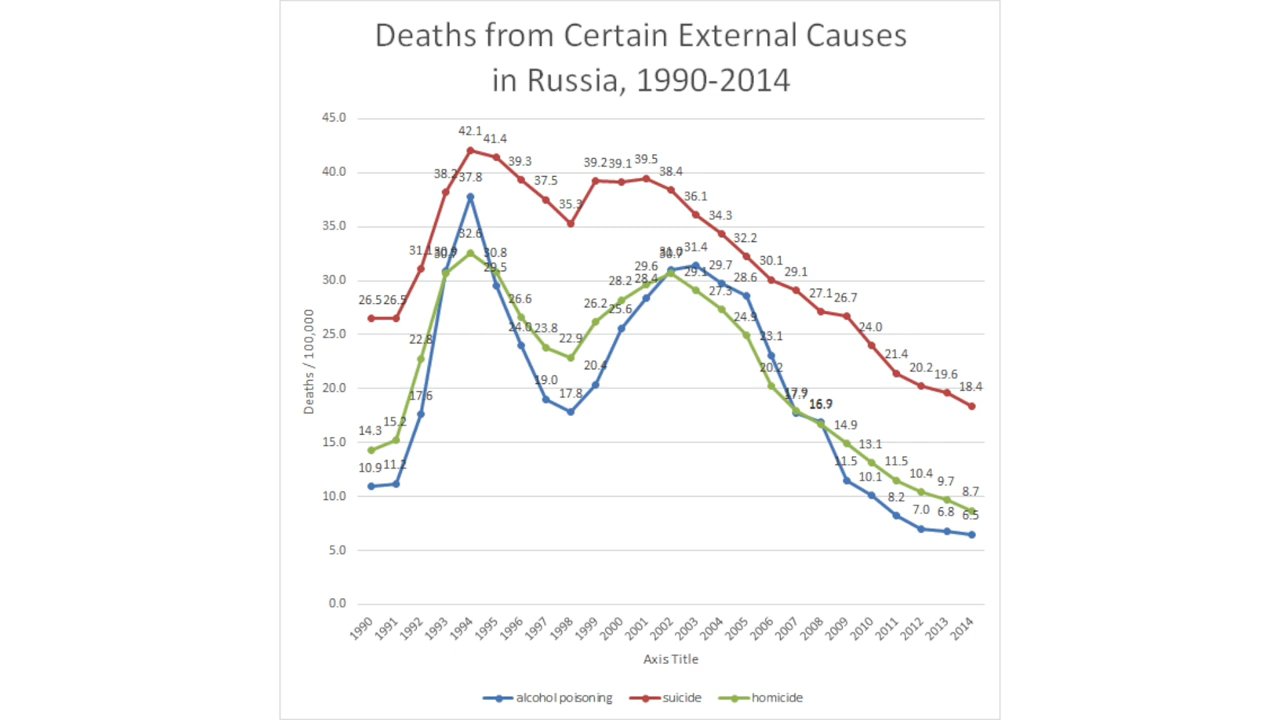 Deaths from Certain External Causes
in Russia, 1990-2014
45.0
40.0
35.0
30.0
25.0
20.0
15.0
10.0
5.0
0.0
Deaths / 100,000
26.5 26.5 31.1 38.2 42.1 41.4 39.3 37.5 35.3 39.2 39.1 39.5 38.4 36.1 34.3 32.2 30.1 29.1 27.1 26.7 24.0 21.4 20.2 19.6 18.4
14.3 15.2 22.8 32.6 30.8 26.6 23.8 22.9 26.2 28.2 29.6 30.7 29.1 27.3 24.9 20.2 17.9 14.9 13.1 11.5 10.4 9.7 8.7
10.9 11.2 17.6 37.8 29.5 24.0 19.0 17.8 20.4 25.6 28.4 31.4 29.7 28.6 23.1 17.7 16.9 11.5 10.1 8.2 7.0 6.8 6.5
1990 1991 1992 1993 1994 1995 1996 1997 1998 1999 2000 2001 2002 2003 2004 2005 2006 2007 2008 2009 2010 2011 2012 2013 2014
Axis Title
alcohol poisoning suicide homicide